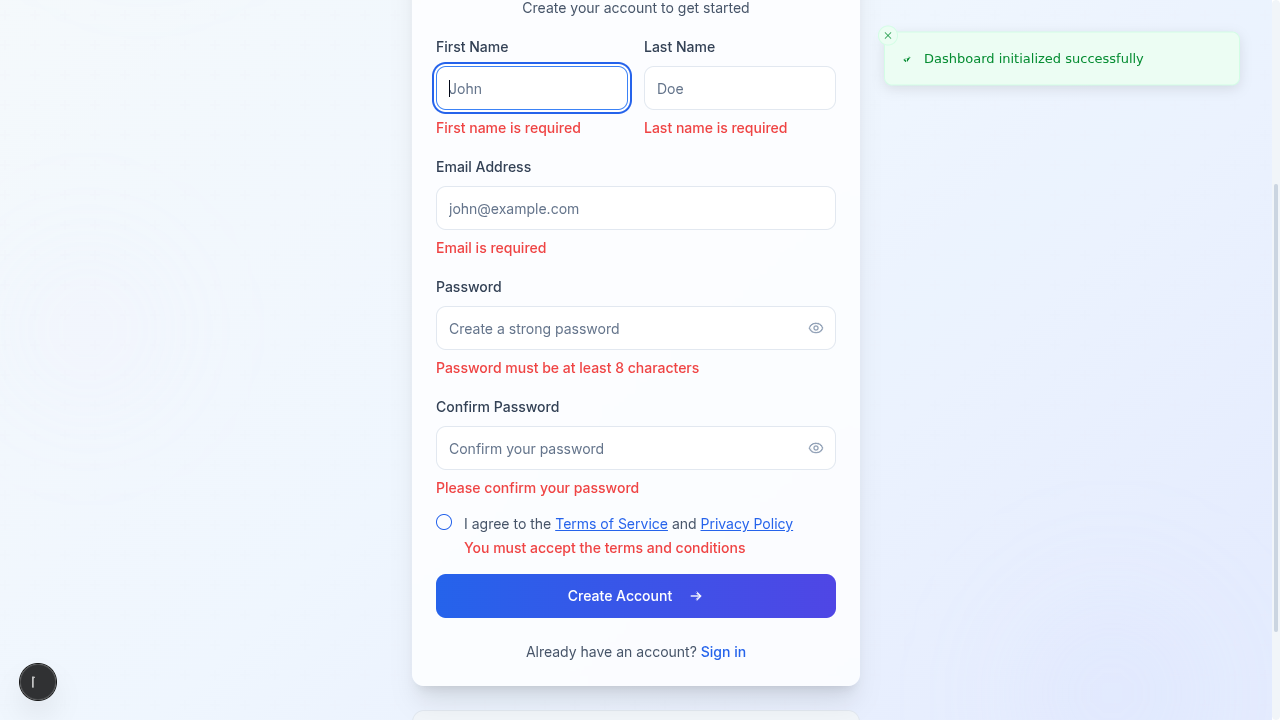 Create your account to get started
First Name
Last Name
John
Doe
First name is required
Last name is required
Email Address
john@example.com
Email is required
Password
Create a strong password
Password must be at least 8 characters
Confirm Password
Confirm your password
Please confirm your password
I agree to the Terms of Service and Privacy Policy
You must accept the terms and conditions
Create Account →
Already have an account? Sign in
Dashboard initialized successfully